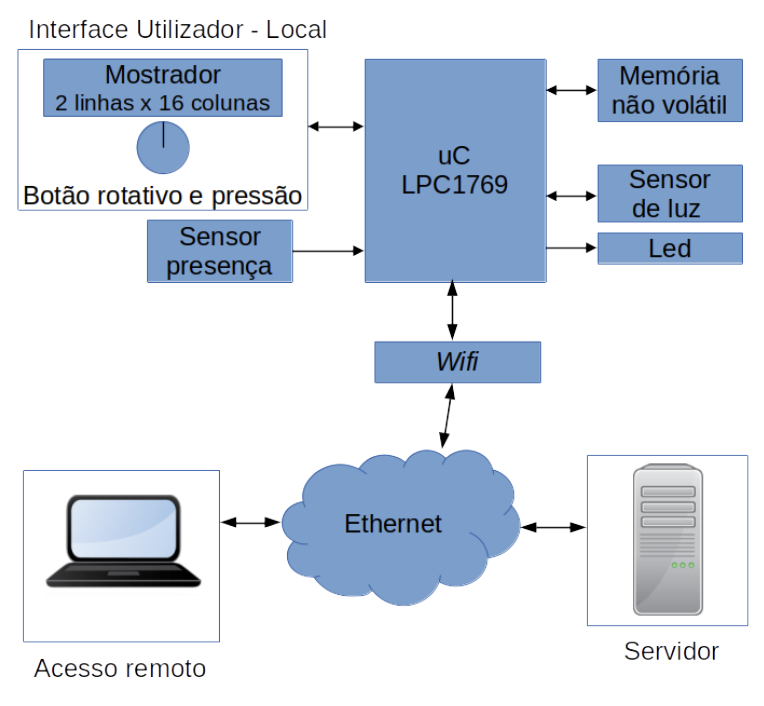 Interface Utilizador - Local
Mostrador
2 linhas x 16 colunas
Botão rotativo e pressão
Sensor
presença
uC
LPC1769
Memória
não volátil
Sensor
de luz
Led
Wifi
Ethernet
Acesso remoto
Servidor